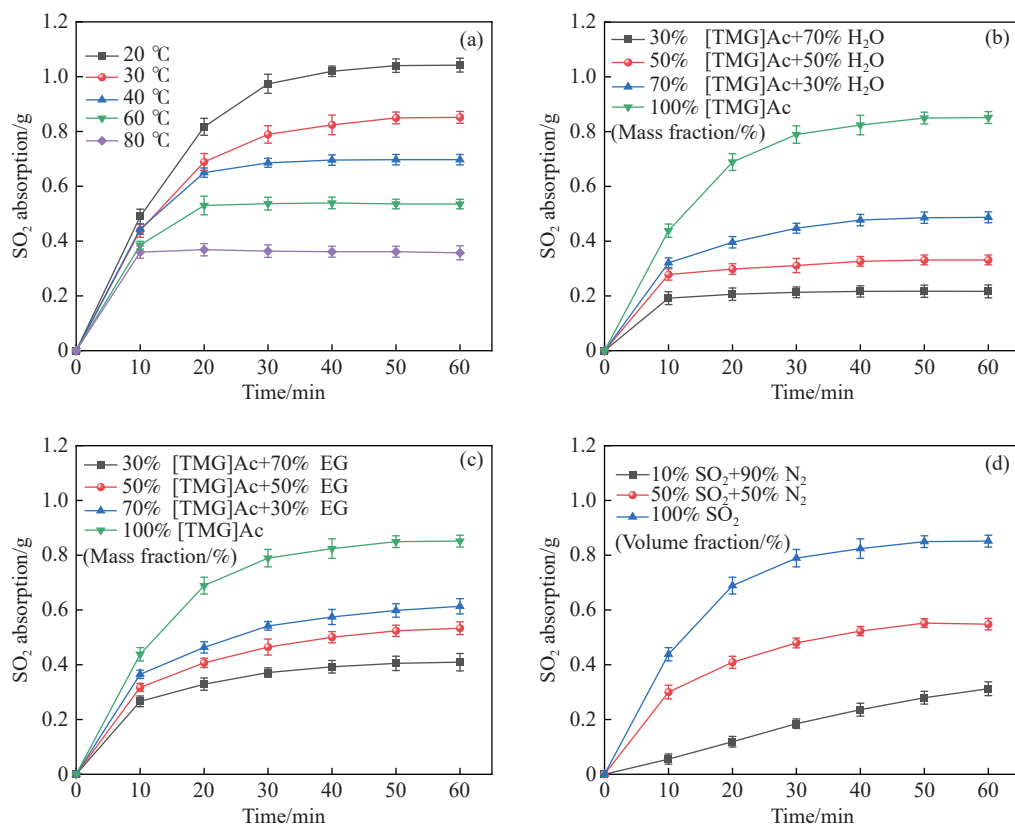 (a)
20 ℃
30 ℃
40 ℃
60 ℃
80 ℃
SO₂ absorption/g
1.2
1.0
0.8
0.6
0.4
0.2
0
0 10 20 30 40 50 60
Time/min
(b)
30% [TMG]Ac+70% H₂O
50% [TMG]Ac+50% H₂O
70% [TMG]Ac+30% H₂O
100% [TMG]Ac
(Mass fraction/%)
SO₂ absorption/g
1.2
1.0
0.8
0.6
0.4
0.2
0
0 10 20 30 40 50 60
Time/min
(c)
30% [TMG]Ac+70% EG
50% [TMG]Ac+50% EG
70% [TMG]Ac+30% EG
100% [TMG]Ac
(Mass fraction/%)
SO₂ absorption/g
1.2
1.0
0.8
0.6
0.4
0.2
0
0 10 20 30 40 50 60
Time/min
(d)
10% SO₂+90% N₂
50% SO₂+50% N₂
100% SO₂
(Volume fraction/%)
SO₂ absorption/g
1.2
1.0
0.8
0.6
0.4
0.2
0
0 10 20 30 40 50 60
Time/min